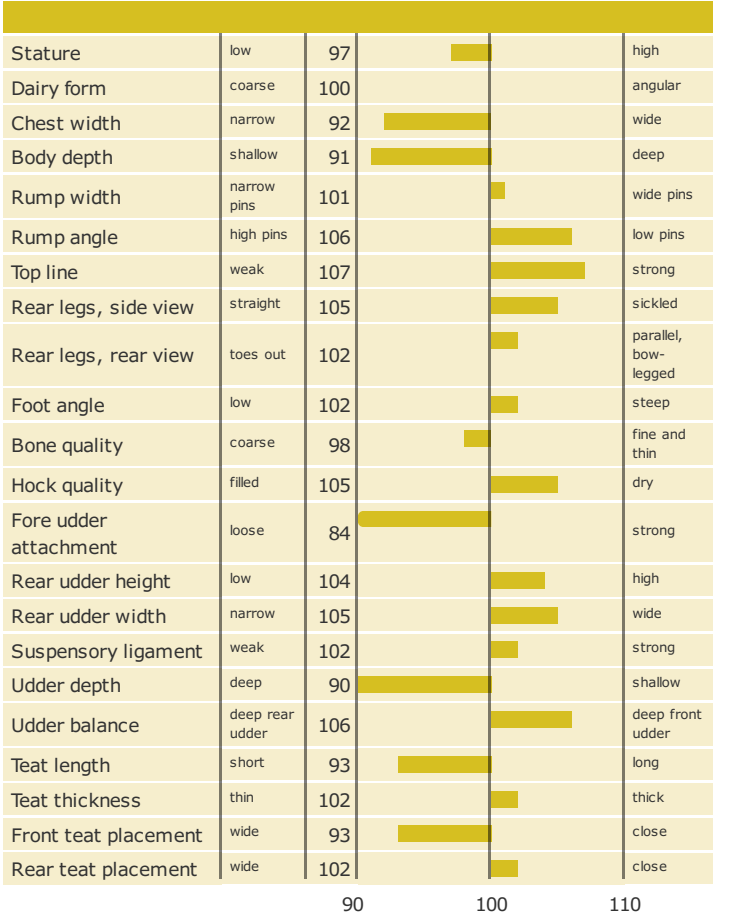 Stature low 97 high
Dairy form coarse 100 angular
Chest width narrow 92 wide
Body depth shallow 91 deep
Rump width narrow pins 101 wide pins
Rump angle high pins 106 low pins
Top line weak 107 strong
Rear legs, side view straight 105 sickled
Rear legs, rear view toes out 102 parallel, bow-legged
Foot angle low 102 steep
Bone quality coarse 98 fine and thin
Hock quality filled 105 dry
Fore udder attachment loose 84 strong
Rear udder height low 104 high
Rear udder width narrow 105 wide
Suspensory ligament weak 102 strong
Udder depth deep 90 shallow
Udder balance deep rear udder 106 deep front udder
Teat length short 93 long
Teat thickness thin 102 thick
Front teat placement wide 93 close
Rear teat placement wide 102 close
90 100 110